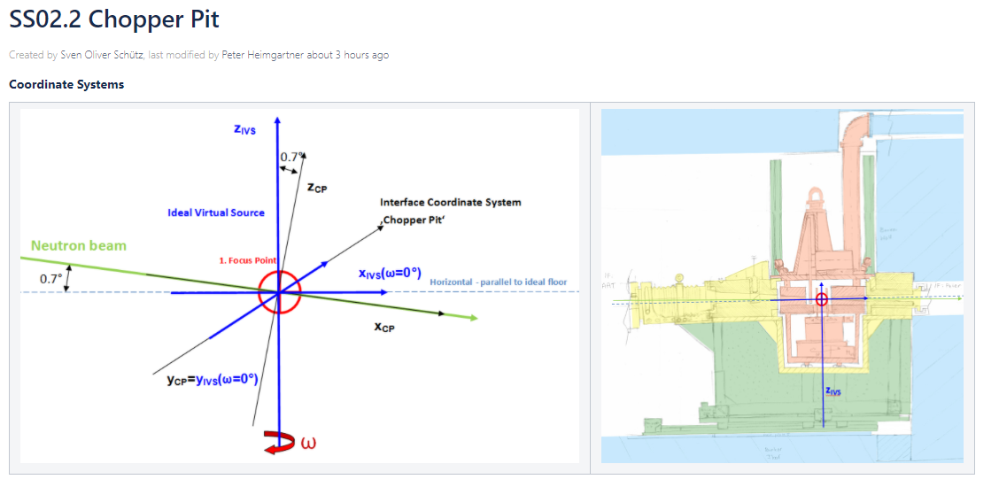 SS02.2 Chopper Pit
Created by Sven Oliver Schütz, last modified by Peter Heimgartner about 3 hours ago
Coordinate Systems
zIVS
0.7°
zCP
Interface Coordinate System
‚Chopper Pit‘
Ideal Virtual Source
Neutron beam
1. Focus Point
0.7°
xIVS(ω=0°)
Horizontal - parallel to ideal floor
xCP
yCP=yIVS(ω=0°)
ω
zIVS